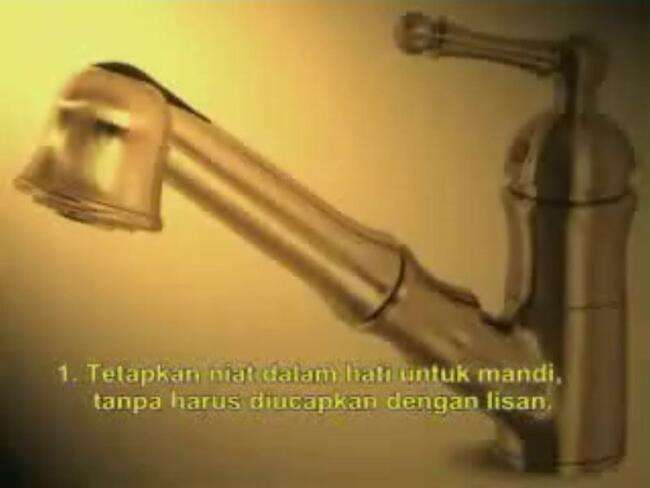 1. Tetapkan niat dalam hati untuk mandi,
tanpa harus diucapkan dengan lisan.